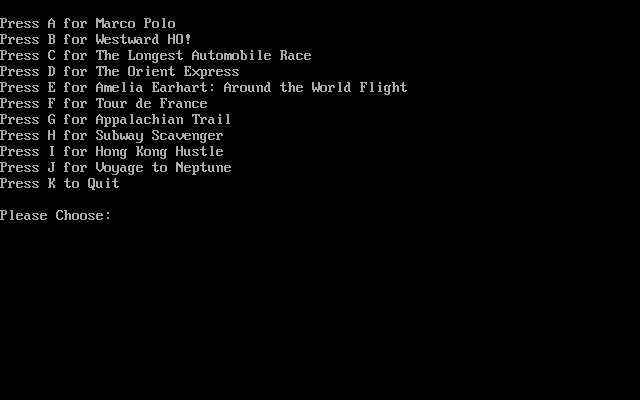 Press A for Marco Polo
Press B for Westward HO!
Press C for The Longest Automobile Race
Press D for The Orient Express
Press E for Amelia Earhart: Around the World Flight
Press F for Tour de France
Press G for Appalachian Trail
Press H for Subway Scavenger
Press I for Hong Kong Hustle
Press J for Voyage to Neptune
Press K to Quit
Please Choose: